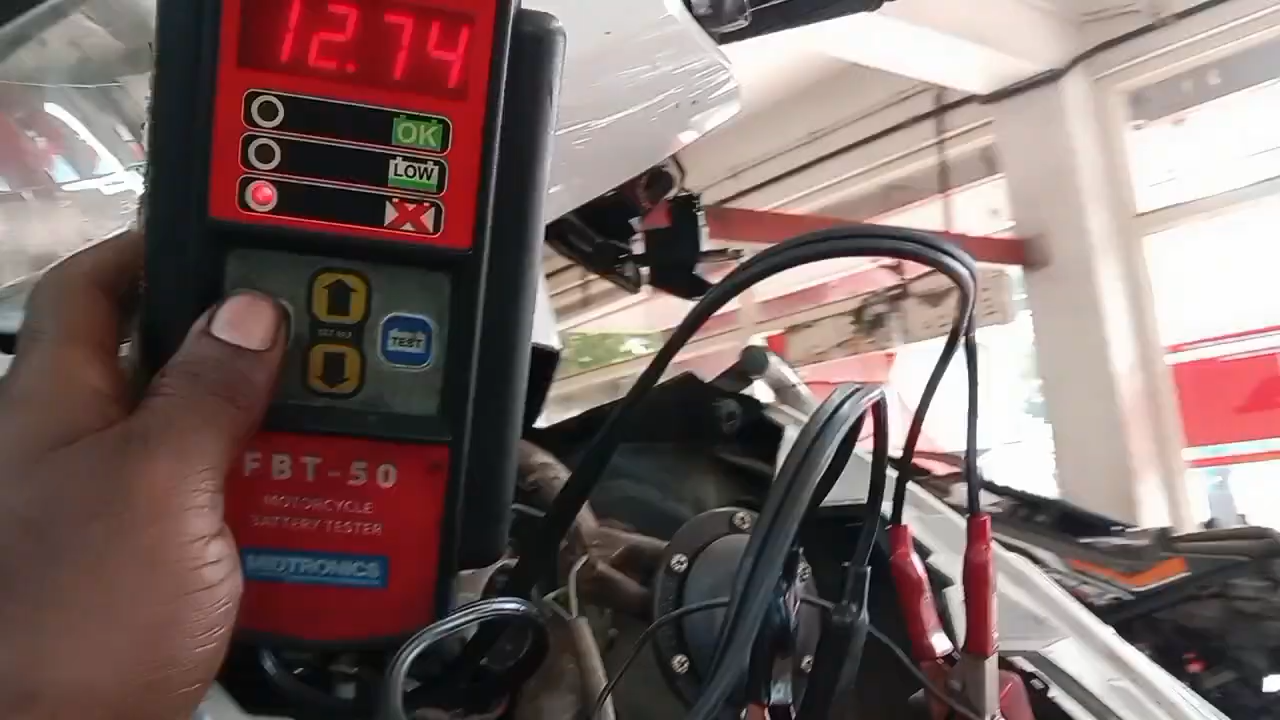 12.74
OK
LOW
TEST
FBT-50
MOTORCYCLE
BATTERY TESTER
MIDTRONICS